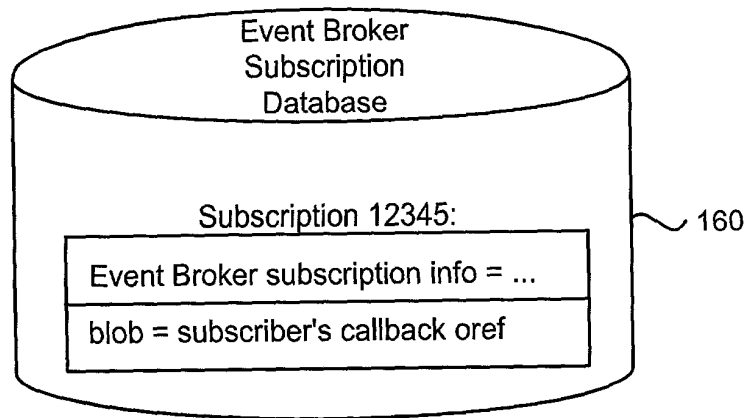 Event Broker
Subscription
Database
Subscription 12345:
160
Event Broker subscription info = ...
blob = subscriber's callback oref